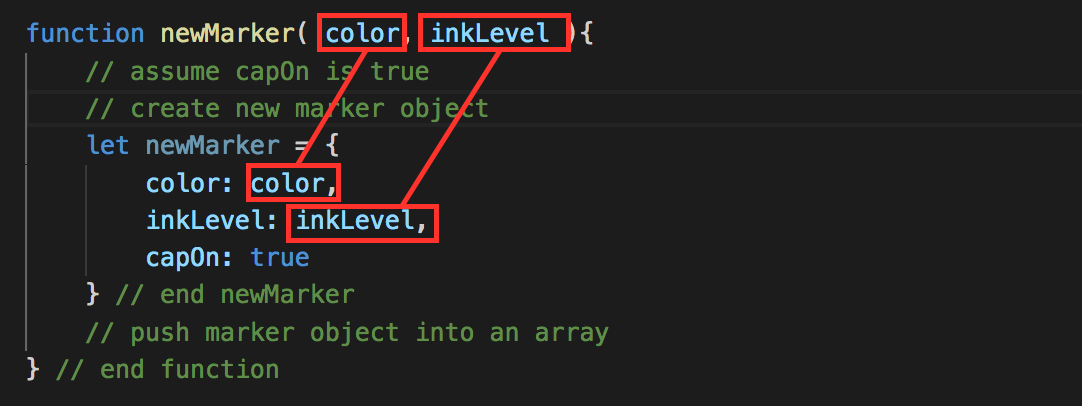 function newMarker( color, inkLevel ){
// assume capOn is true
// create new marker object
let newMarker = {
color: color,
inkLevel: inkLevel,
capOn: true
} // end newMarker
// push marker object into an array
} // end function